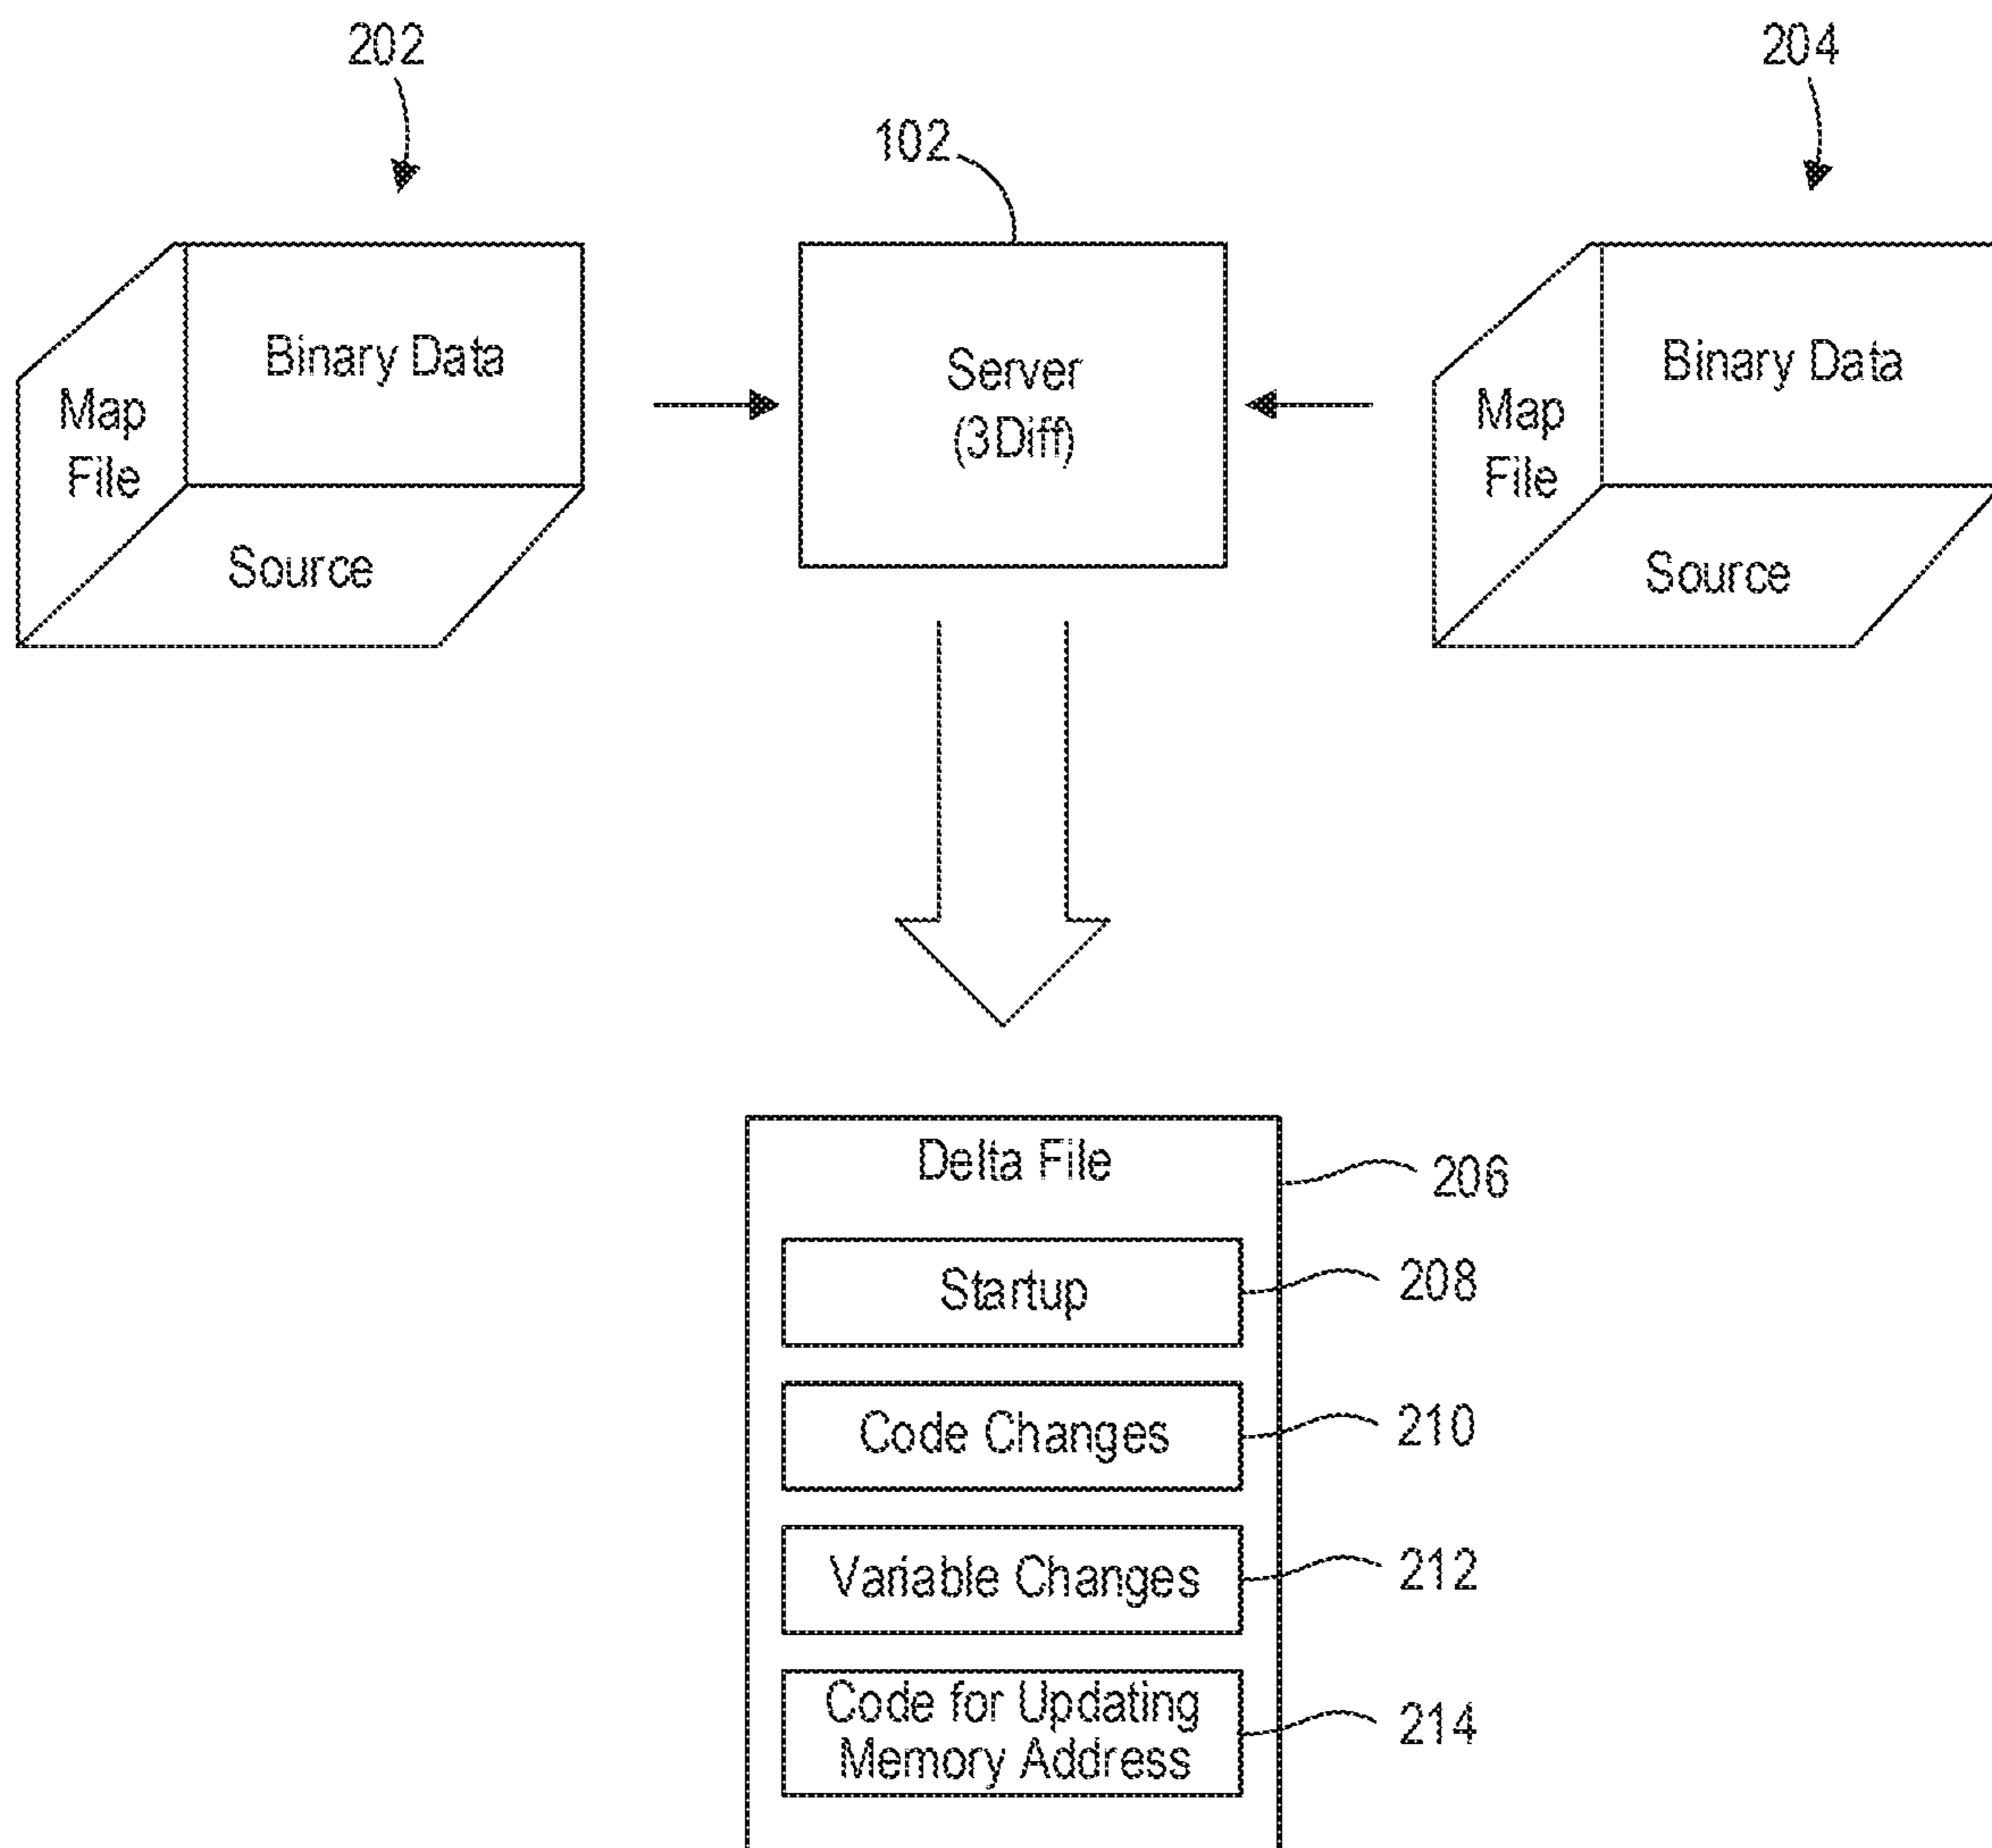 202
204
102
Binary Data
Map
File
Source
Server
(3Diff)
Binary Data
Map
File
Source
Delta File
206
Startup
208
Code Changes
210
Variable Changes
212
Code for Updating
Memory Address
214